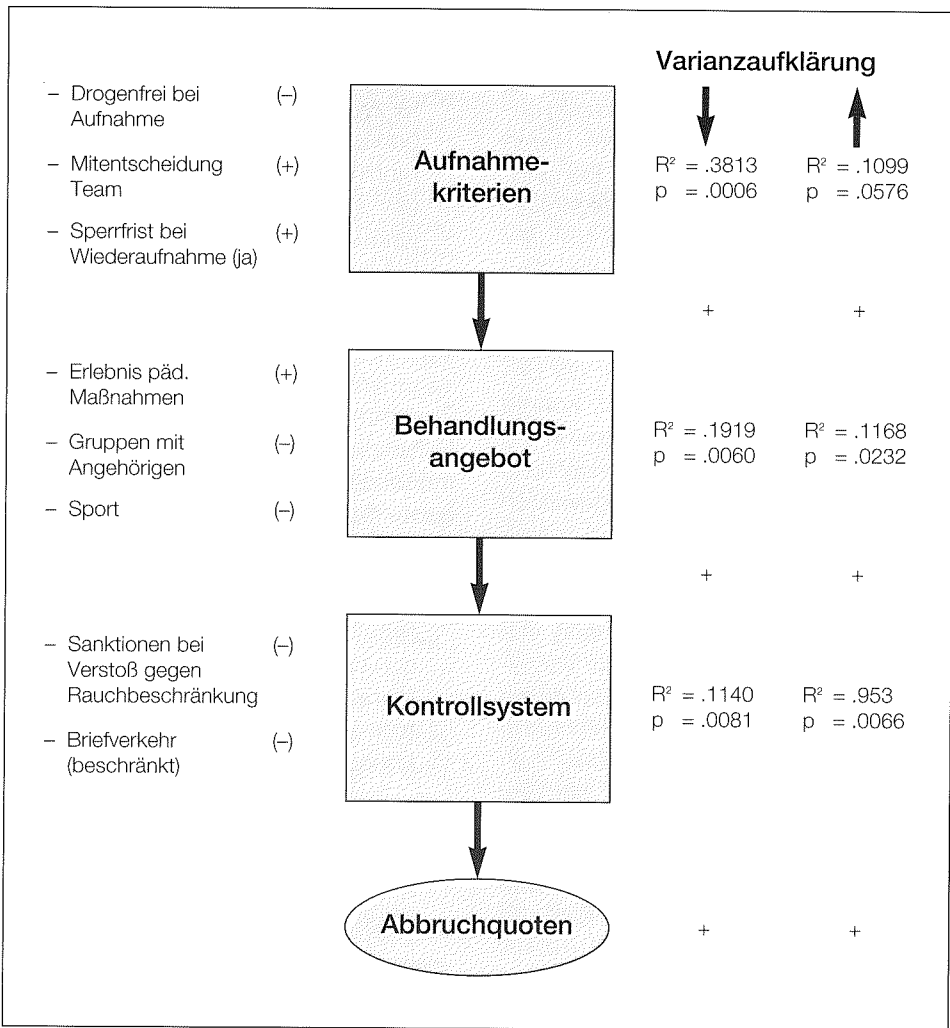 Varianzaufklärung
– Drogenfrei bei (–)
Aufnahme
– Mitentscheidung (+)
Team
– Sperrfrist bei (+)
Wiederaufnahme (ja)
Aufnahme-
kriterien
R² = .3813 R² = .1099
p = .0006 p = .0576
+ +
– Erlebnis päd. (+)
Maßnahmen
– Gruppen mit (–)
Angehörigen
– Sport (–)
Behandlungs-
angebot
R² = .1919 R² = .1168
p = .0060 p = .0232
+ +
– Sanktionen bei (–)
Verstoß gegen
Rauchbeschränkung
– Briefverkehr (–)
(beschränkt)
Kontrollsystem
R² = .1140 R² = .953
p = .0081 p = .0066
Abbruchquoten
+ +